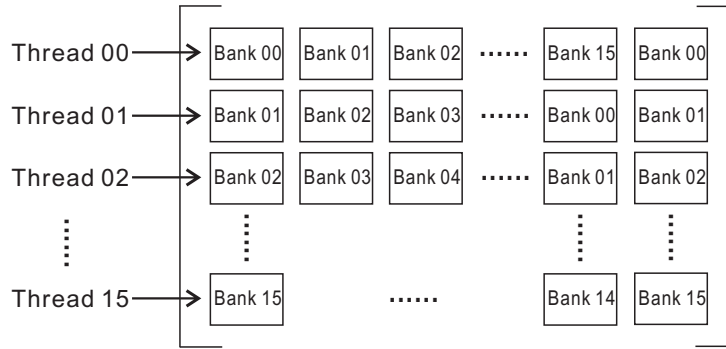 Thread 00 Bank 00 Bank 01 Bank 02 ...... Bank 15 Bank 00
Thread 01 Bank 01 Bank 02 Bank 03 ...... Bank 00 Bank 01
Thread 02 Bank 02 Bank 03 Bank 04 ...... Bank 01 Bank 02
Thread 15 Bank 15 ...... Bank 14 Bank 15